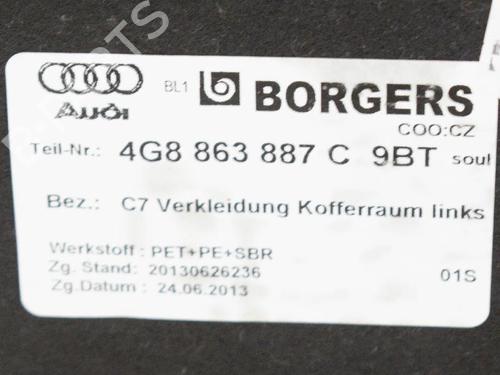 BL1 BORGERS
Audi
COO:CZ
Teil-Nr.: 4G8 863 887 C 9BT soul
Bez.: C7 Verkleidung Kofferraum links
Werkstoff : PET+PE+SBR
Zg. Stand: 20130626236 01S
Zg.Datum : 24.06.2013